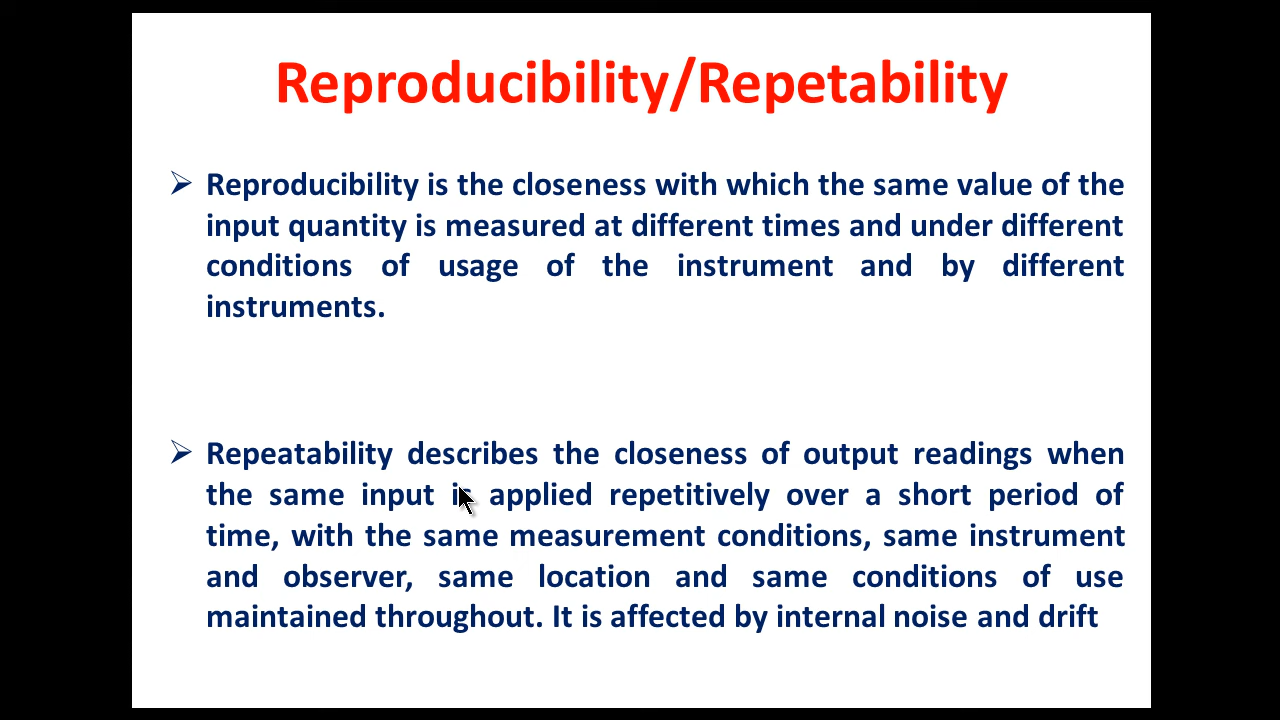 Reproducibility/Repetability
Reproducibility is the closeness with which the same value of the
input quantity is measured at different times and under different
conditions of usage of the instrument and by different
instruments.
Repeatability describes the closeness of output readings when
the same input is applied repetitively over a short period of
time, with the same measurement conditions, same instrument
and observer, same location and same conditions of use
maintained throughout. It is affected by internal noise and drift